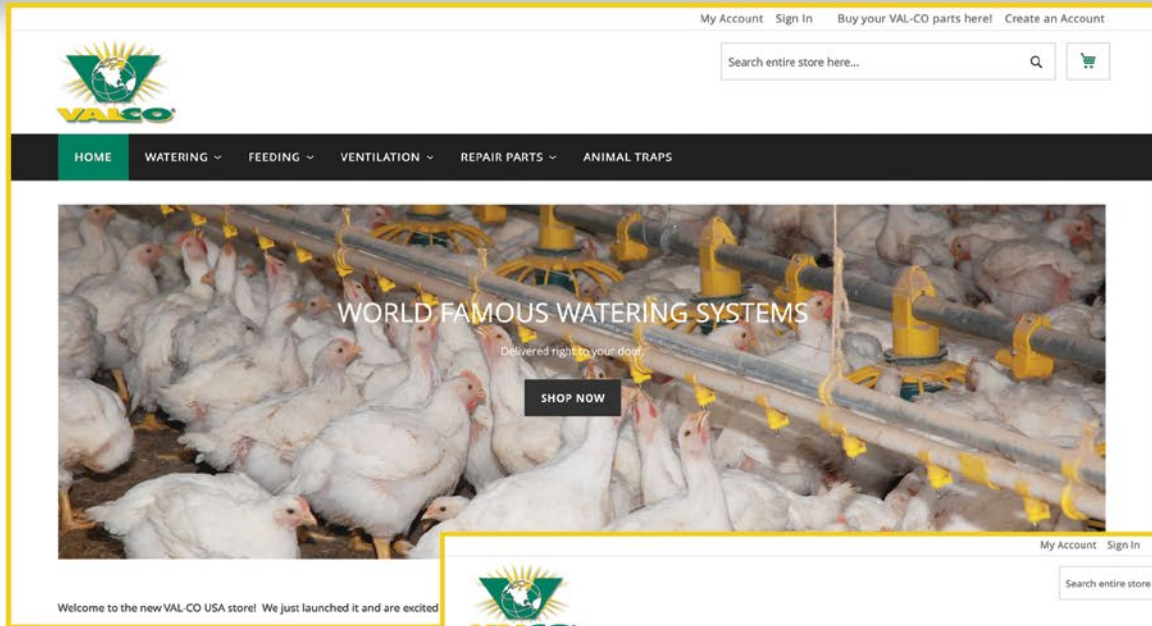 My Account Sign In Buy your VAL-CO parts here! Create an Account
VAL-CO®
Search entire store here...
HOME WATERING FEEDING VENTILATION REPAIR PARTS ANIMAL TRAPS
WORLD FAMOUS WATERING SYSTEMS
Delivered right to your door.
SHOP NOW
Welcome to the new VAL-CO USA store! We just launched it and are excited
My Account Sign In
Search entire store